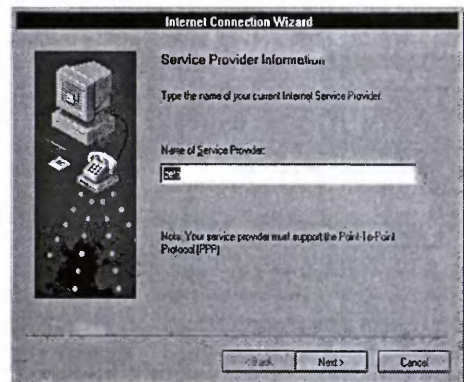 Internet Connection Wizard
Service Provider Information
Type the name of your current Internet Service Provider.
Name of Service Provider:
Note: Your service provider must support the Point-To-Point
Protocol (PPP)
< Back
Next >
Cancel